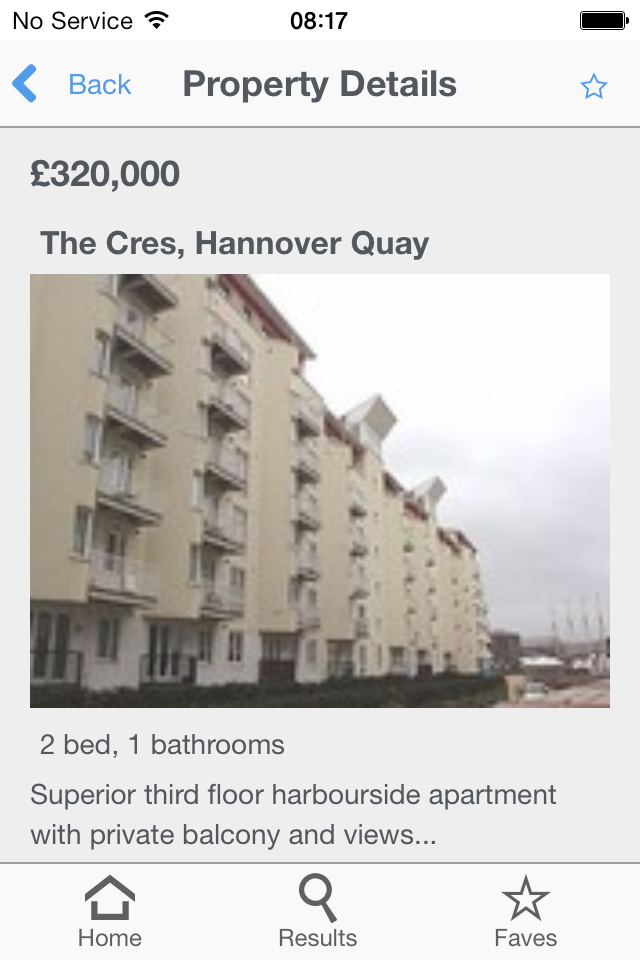 No Service 08:17
Back Property Details
£320,000
The Cres, Hannover Quay
2 bed, 1 bathrooms
Superior third floor harbourside apartment
with private balcony and views...
Home Results Faves